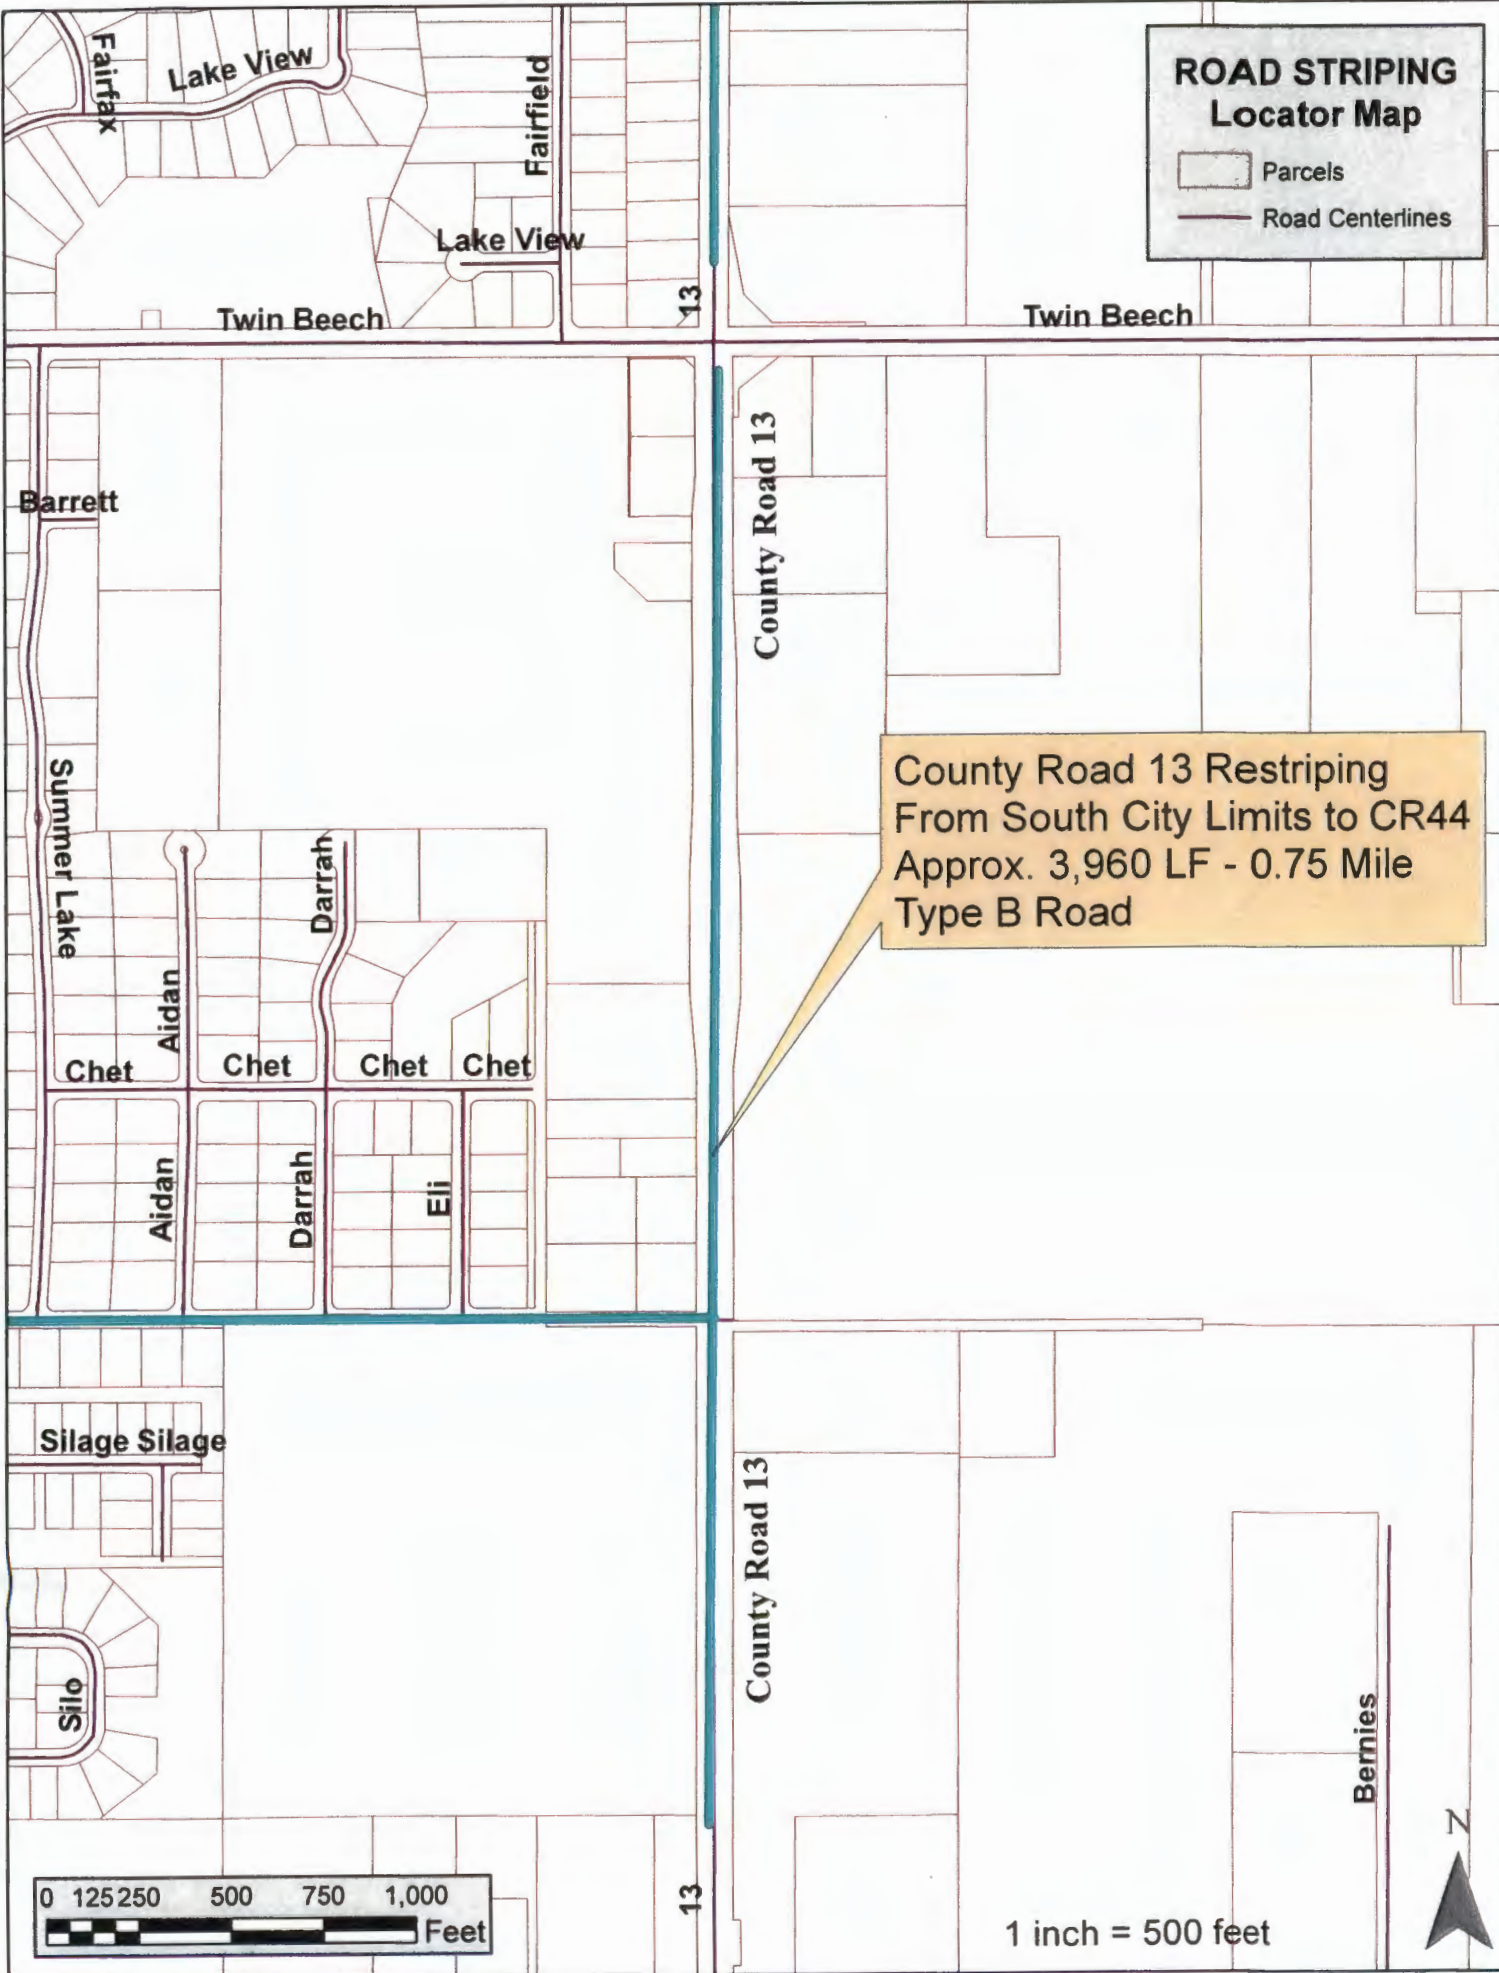 Fairfax
Lake View
Fairfield
ROAD STRIPING
Locator Map
Parcels
Road Centerlines
Lake View
13
Twin Beech
Twin Beech
County Road 13
Barrett
County Road 13 Restriping
From South City Limits to CR44
Approx. 3,960 LF - 0.75 Mile
Type B Road
Summer Lake
Darrah
Aidan
Chet
Chet
Chet
Chet
Aidan
Darrah
Eli
Silage Silage
County Road 13
Silo
Bernies
N
0 125 250 500 750 1,000
Feet
13
1 inch = 500 feet